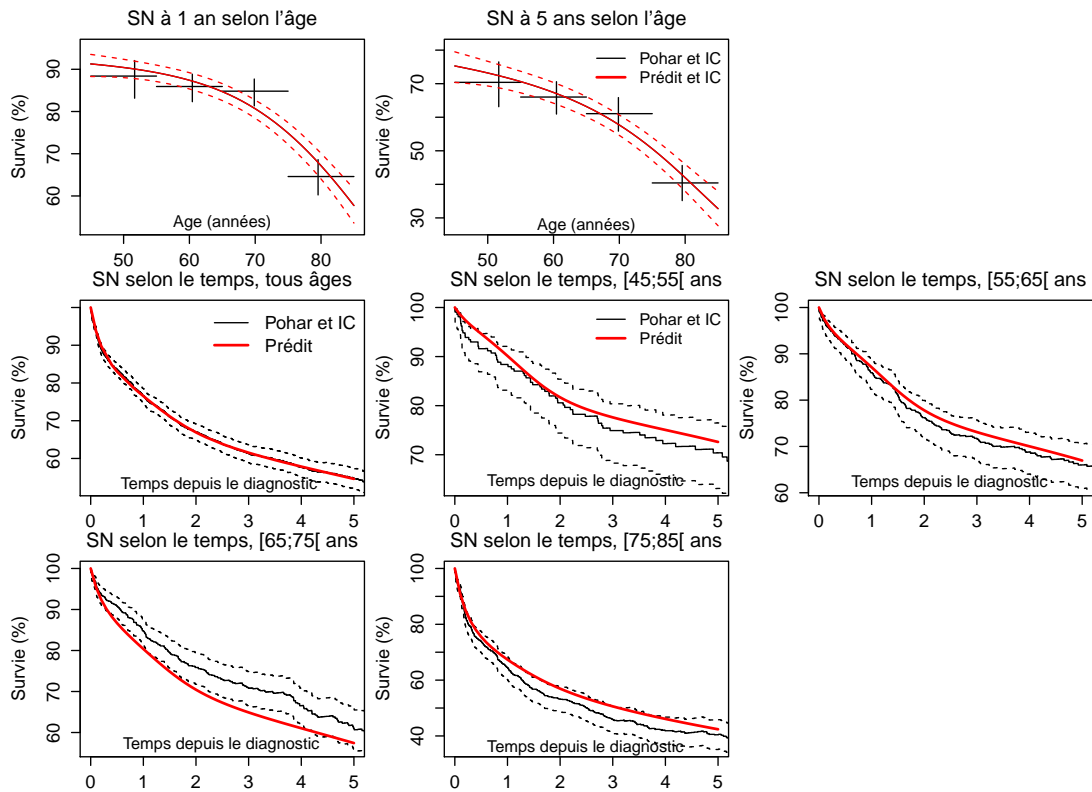 SN à 1 an selon l'âge
Survie (%)
90
80
70
60
Age (années)
50
60
70
80
SN à 5 ans selon l'âge
Survie (%)
70
50
30
Pohar et IC
Prédit et IC
Age (années)
50
60
70
80
SN selon le temps, tous âges
Survie (%)
100
90
80
70
60
Pohar et IC
Prédit
Temps depuis le diagnostic
0
1
2
3
4
5
SN selon le temps, [45;55[ ans
Survie (%)
100
90
80
70
Pohar et IC
Prédit
Temps depuis le diagnostic
0
1
2
3
4
5
SN selon le temps, [55;65[ ans
Survie (%)
100
90
80
70
60
Temps depuis le diagnostic
0
1
2
3
4
5
SN selon le temps, [65;75[ ans
Survie (%)
100
90
80
70
60
Temps depuis le diagnostic
0
1
2
3
4
5
SN selon le temps, [75;85[ ans
Survie (%)
100
80
60
40
Temps depuis le diagnostic
0
1
2
3
4
5